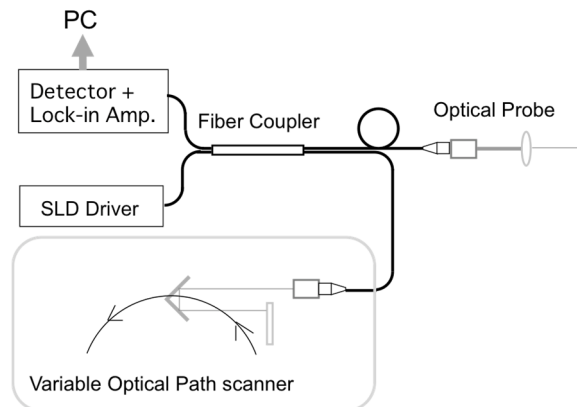 PC
Detector +
Lock-in Amp.
Fiber Coupler
Optical Probe
SLD Driver
Variable Optical Path scanner